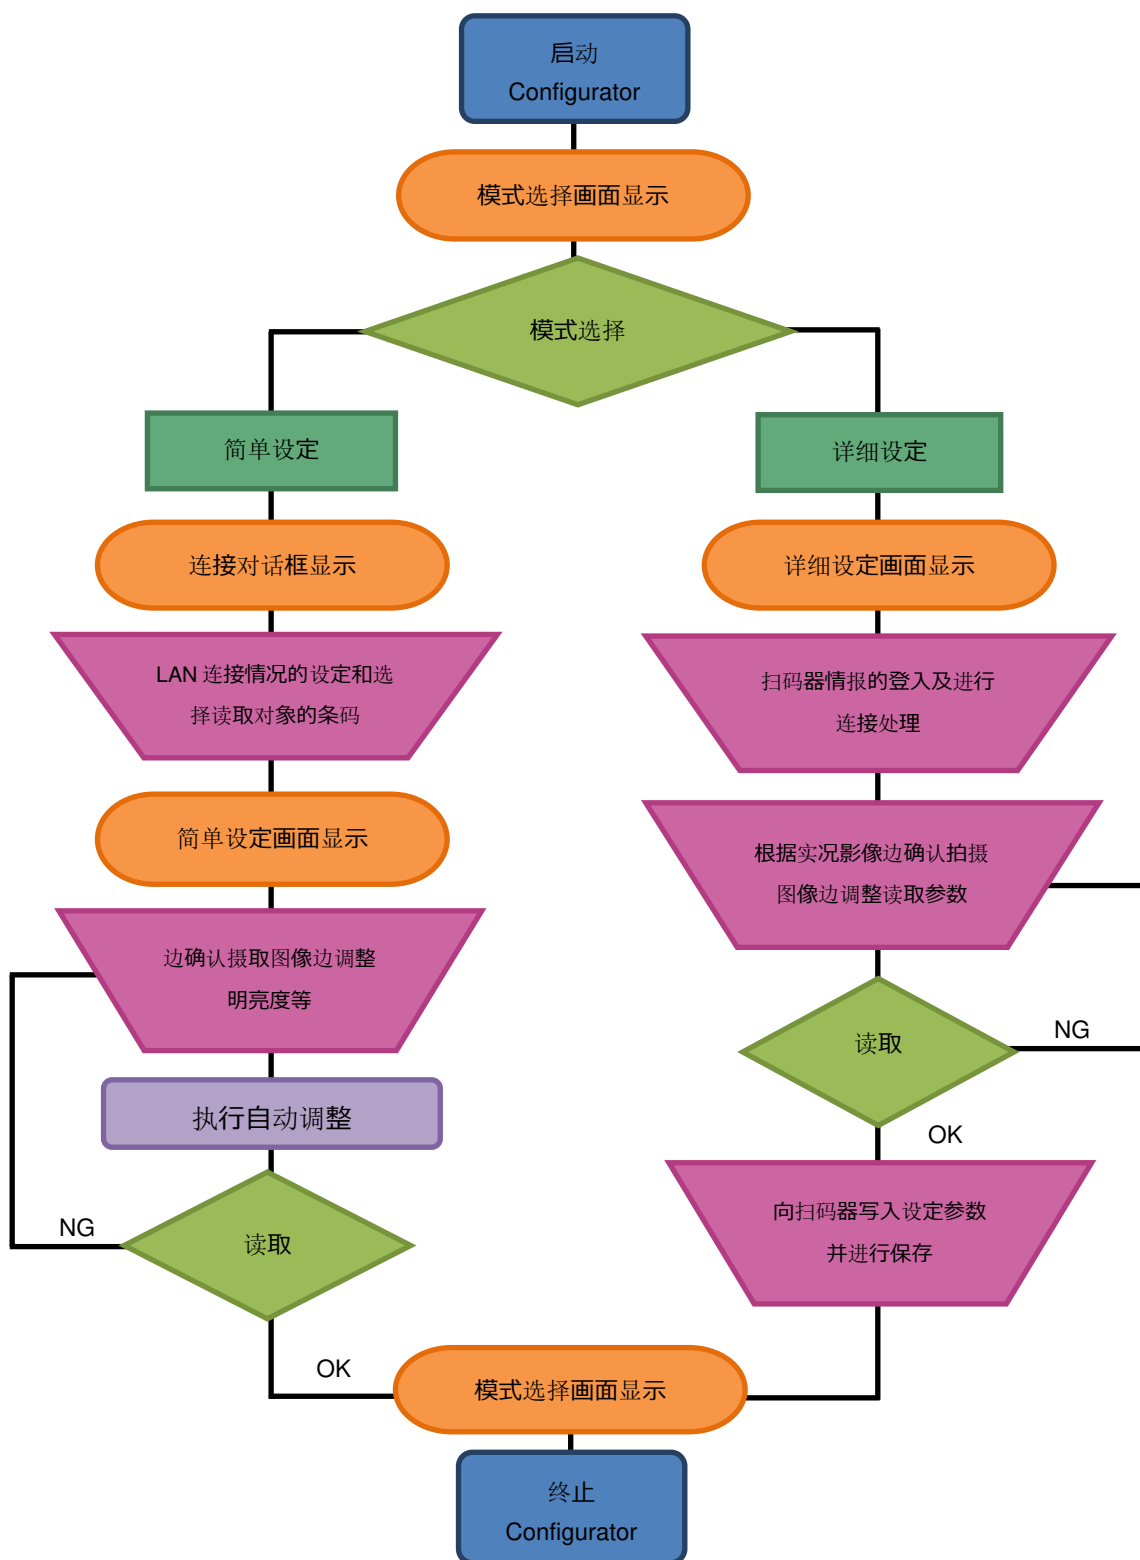 启动
Configurator
模式选择画面显示
模式选择
简单设定
连接对话框显示
LAN 连接情况的设定和选
择读取对象的条码
简单设定画面显示
边确认摄取图像边调整
明亮度等
执行自动调整
读取
NG
OK
详细设定
详细设定画面显示
扫码器情报的登入及进行
连接处理
根据实况影像边确认拍摄
图像边调整读取参数
读取
NG
OK
向扫码器写入设定参数
并进行保存
模式选择画面显示
终止
Configurator